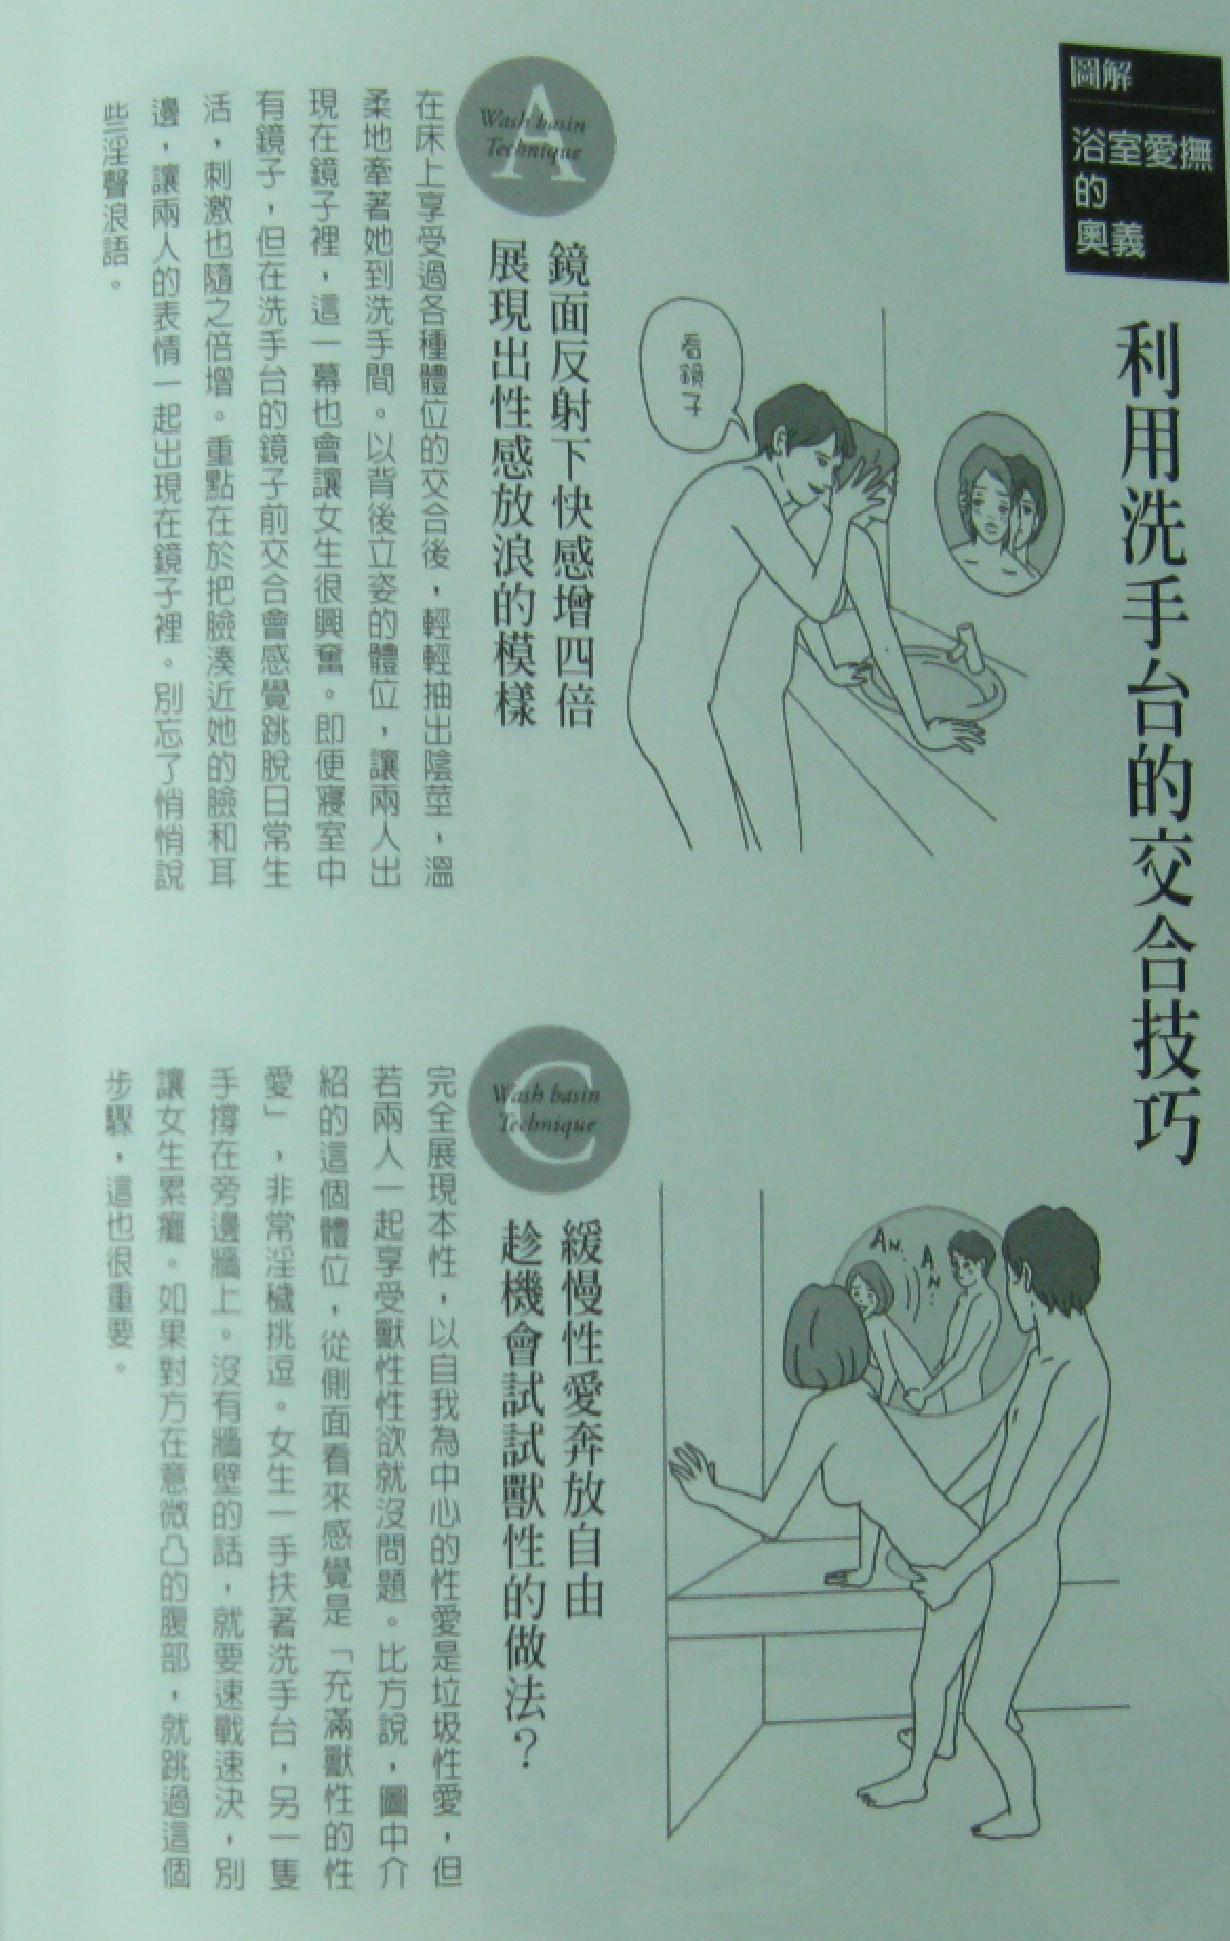 圖解
浴室愛撫
的
奧義
利用洗手台的交合技巧
看鏡子
Wash basin
Technique
A
鏡面反射下快感增四倍
展現出性感放浪的模樣
在床上享受過各種體位的交合後，輕輕抽出陰莖，溫
柔地牽著她到洗手間。以背後立姿的體位，讓兩人出
現在鏡子裡，這一幕也會讓女生很興奮。即便寢室中
有鏡子，但在洗手台的鏡子前交合會感覺跳脫日常生
活，刺激也隨之倍增。重點在於把臉湊近她的臉和耳
邊，讓兩人的表情一起出現在鏡子裡。別忘了悄悄說
些淫聲浪語。
AN..
AN..
Wash basin
Technique
C
緩慢性愛奔放自由
趁機會試試獸性的做法？
完全展現本性，以自我為中心的性愛是垃圾性愛，但
若兩人一起享受獸性性欲就沒問題。比方說，圖中介
紹的這個體位，從側面看來感覺是「充滿獸性的性
愛」，非常淫穢挑逗。女生一手扶著洗手台，另一隻
手撐在旁邊牆上。沒有牆壁的話，就要速戰速決，別
讓女生累癱。如果對方在意微凸的腹部，就跳過這個
步驟，這也很重要。